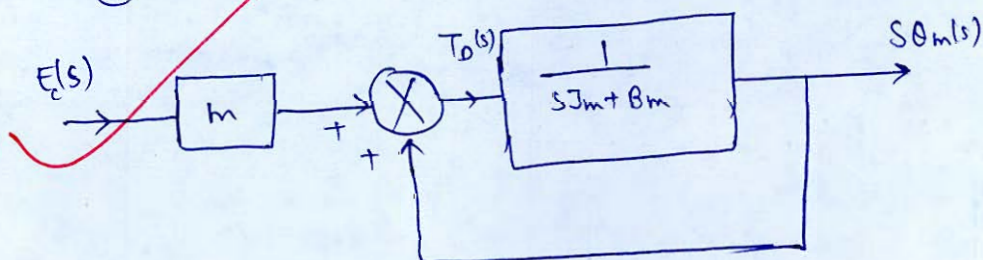 E_c(s)
m
+
+
T_D(s)
1
sJm + Bm
Sθm(s)